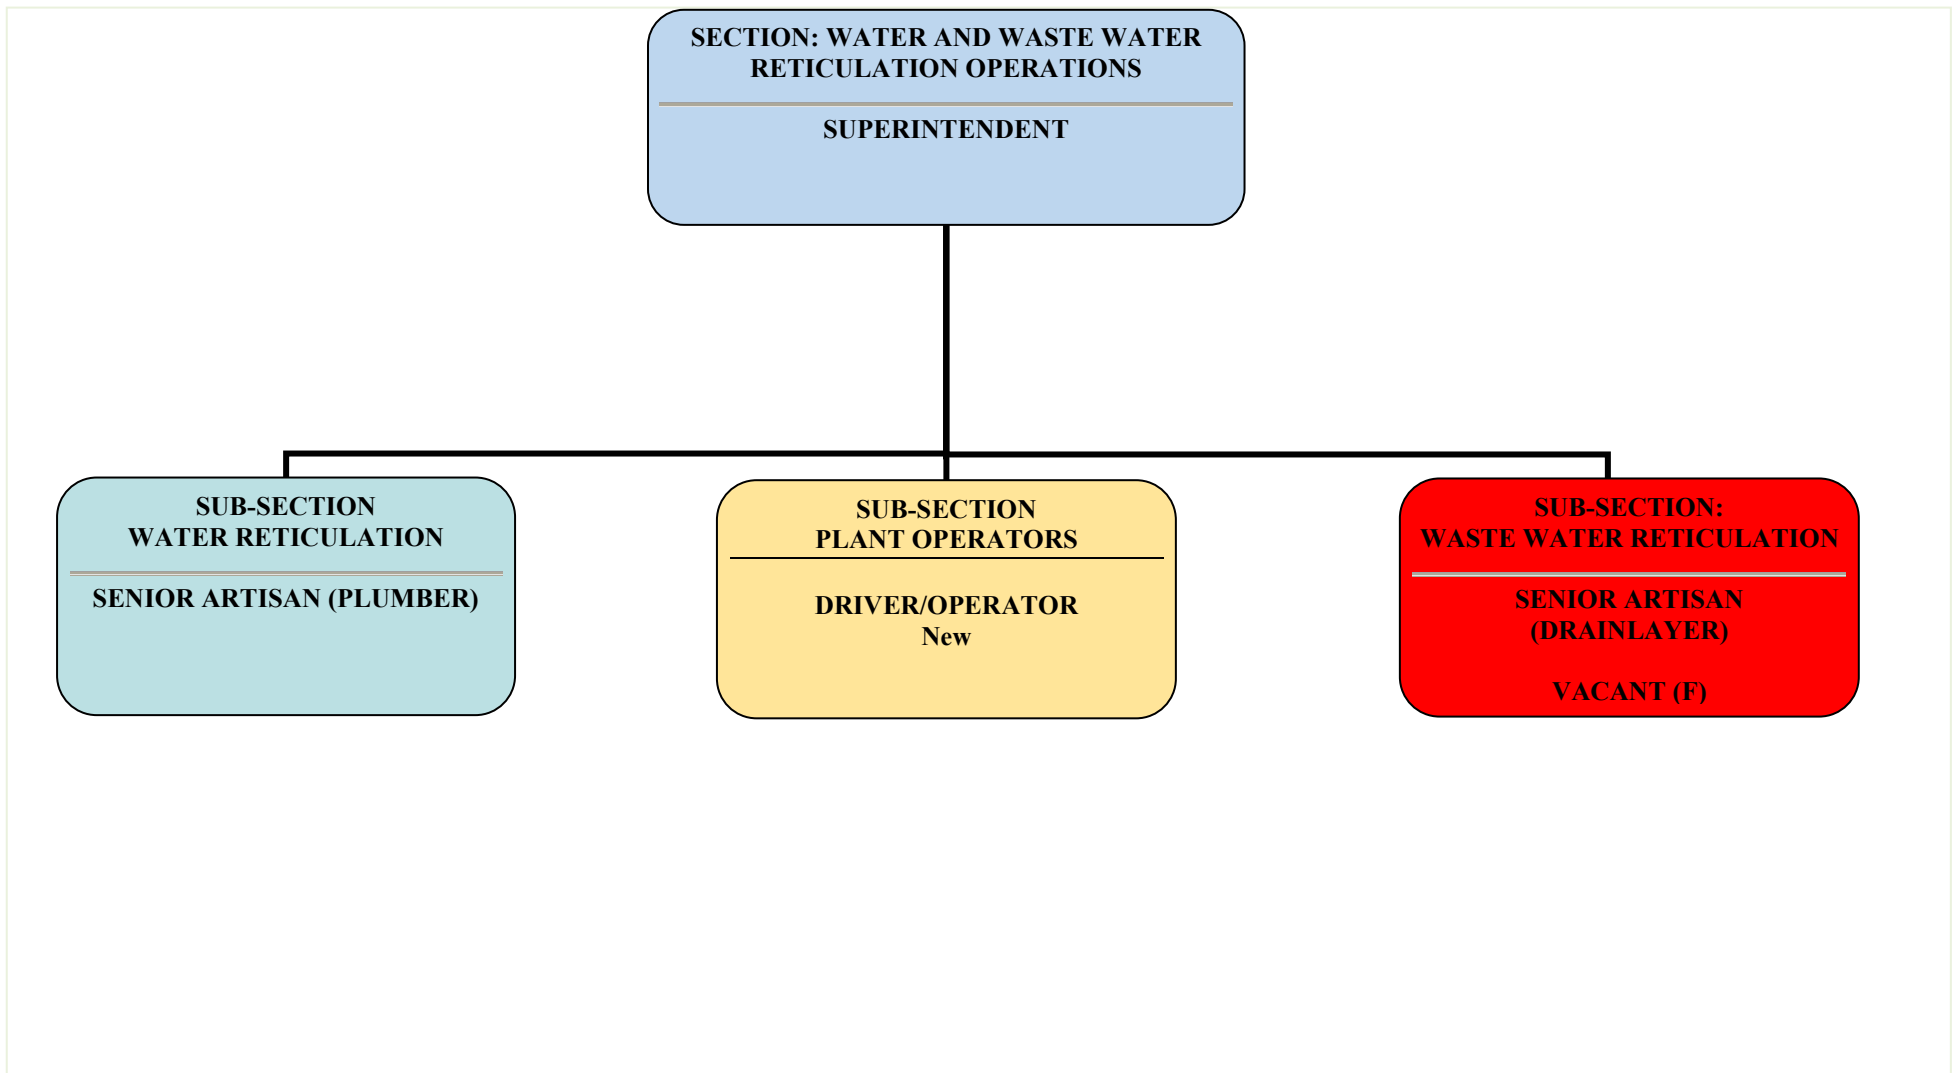 SECTION: WATER AND WASTE WATER
RETICULATION OPERATIONS
SUPERINTENDENT
SUB-SECTION
WATER RETICULATION
SENIOR ARTISAN (PLUMBER)
SUB-SECTION
PLANT OPERATORS
DRIVER/OPERATOR
New
SUB-SECTION:
WASTE WATER RETICULATION
SENIOR ARTISAN
(DRAINLAYER)
VACANT (F)